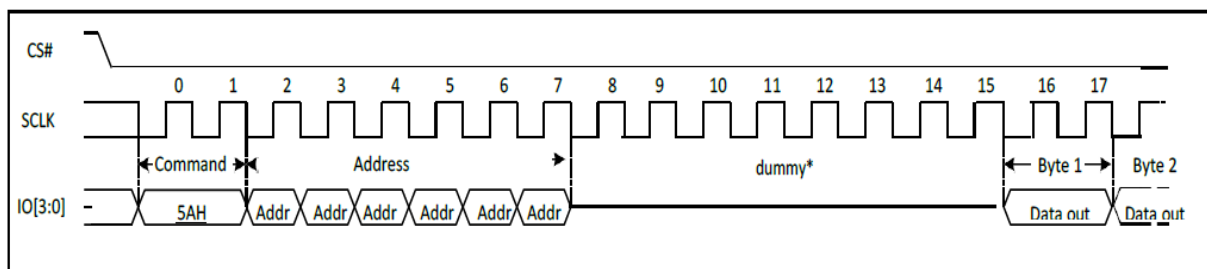 CS#
0 1 2 3 4 5 6 7 8 9 10 11 12 13 14 15 16 17
SCLK
Command Address dummy* Byte 1 Byte 2
IO[3:0] 5AH Addr Addr Addr Addr Addr Addr Data out Data out